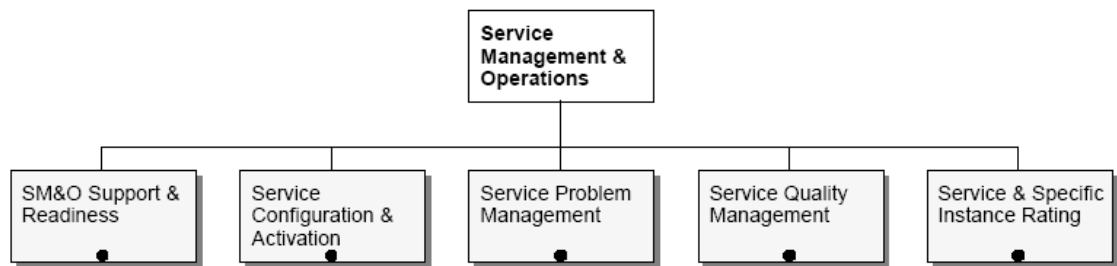 Service
Management &
Operations
SM&O Support &
Readiness
Service
Configuration &
Activation
Service Problem
Management
Service Quality
Management
Service & Specific
Instance Rating